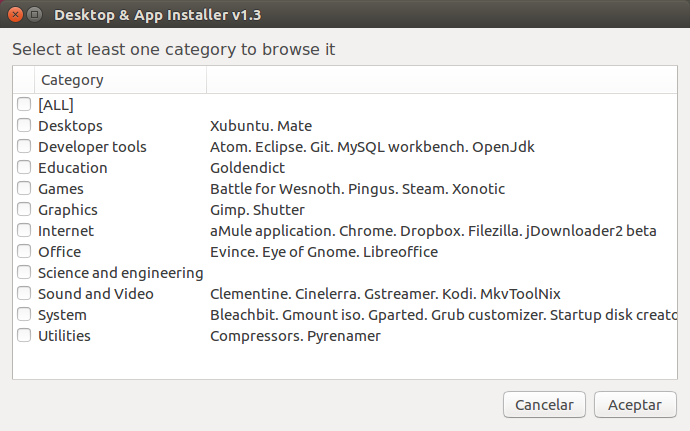 Desktop & App Installer v1.3
Select at least one category to browse it
Category
[ALL]
Desktops Xubuntu. Mate
Developer tools Atom. Eclipse. Git. MySQL workbench. OpenJdk
Education Goldendict
Games Battle for Wesnoth. Pingus. Steam. Xonotic
Graphics Gimp. Shutter
Internet aMule application. Chrome. Dropbox. Filezilla. jDownloader2 beta
Office Evince. Eye of Gnome. Libreoffice
Science and engineering
Sound and Video Clementine. Cinelerra. Gstreamer. Kodi. MkvToolNix
System Bleachbit. Gmount iso. Gparted. Grub customizer. Startup disk creato
Utilities Compressors. Pyrenamer
Cancelar Aceptar